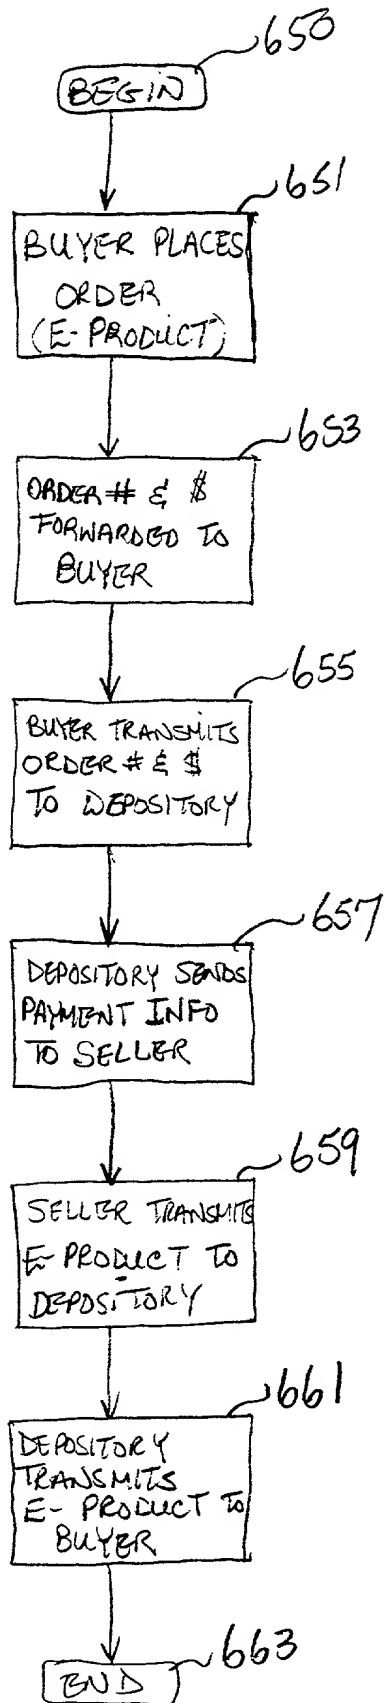 650
BEGIN
651
BUYER PLACES
ORDER
(E-PRODUCT)
653
ORDER # & $
FORWARDED TO
BUYER
655
BUYER TRANSMITS
ORDER # & $
TO DEPOSITORY
657
DEPOSITORY SENDS
PAYMENT INFO
TO SELLER
659
SELLER TRANSMITS
E-PRODUCT TO
DEPOSITORY
661
DEPOSITORY
TRANSMITS
E-PRODUCT TO
BUYER
663
END